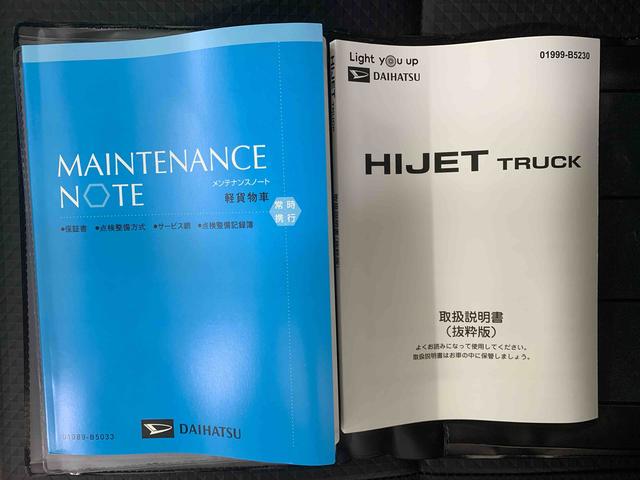 MAINTENANCE
NOTE
メンテナンスノート
軽貨物車
常時
携行
●保証書 ●点検整備方式 ●サービス網 ●点検整備記録簿
DAIHATSU
01989-B5033
Light you up
DAIHATSU
01999-B5230
HIJET TRUCK
取扱説明書
(抜粋版)
よくお読みになって使用してください。
取扱説明書はお車の中に保管しましょう。
HIJET